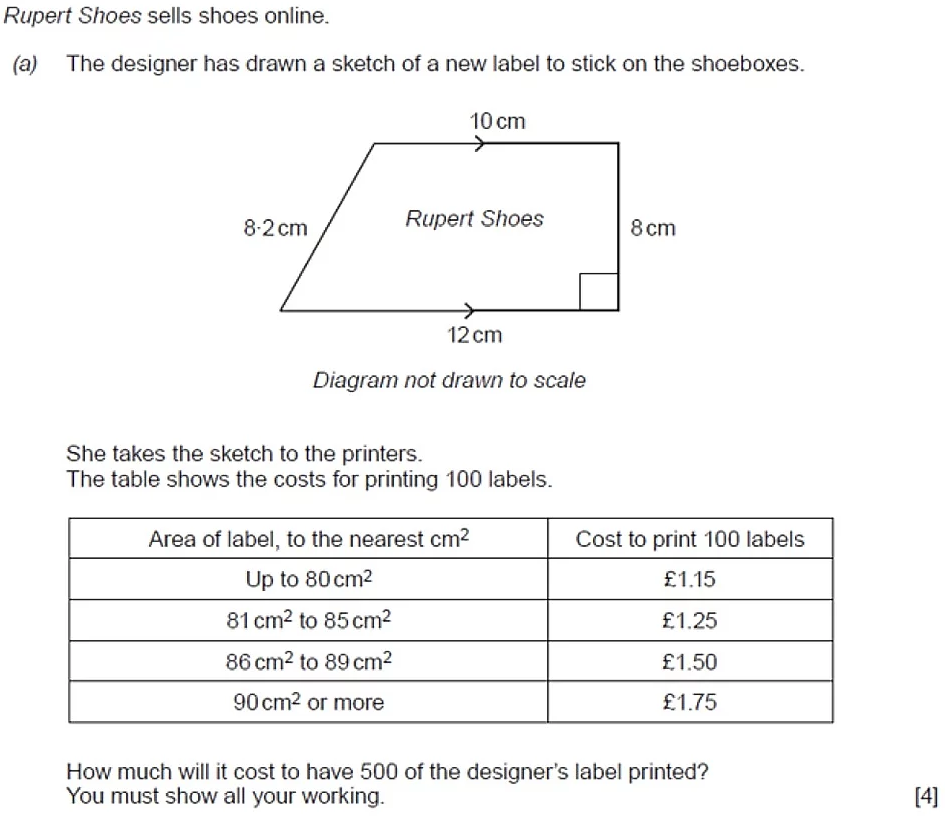 Rupert Shoes sells shoes online.
(a) The designer has drawn a sketch of a new label to stick on the shoeboxes.
10 cm
8·2 cm
Rupert Shoes
8 cm
12 cm
Diagram not drawn to scale
She takes the sketch to the printers.
The table shows the costs for printing 100 labels.
Area of label, to the nearest cm² Cost to print 100 labels
Up to 80 cm² £1.15
81 cm² to 85 cm² £1.25
86 cm² to 89 cm² £1.50
90 cm² or more £1.75
How much will it cost to have 500 of the designer's label printed?
You must show all your working. [4]